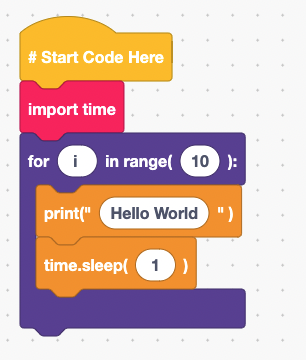 # Start Code Here
import time
for i in range( 10 ):
print(" Hello World " )
time.sleep( 1 )